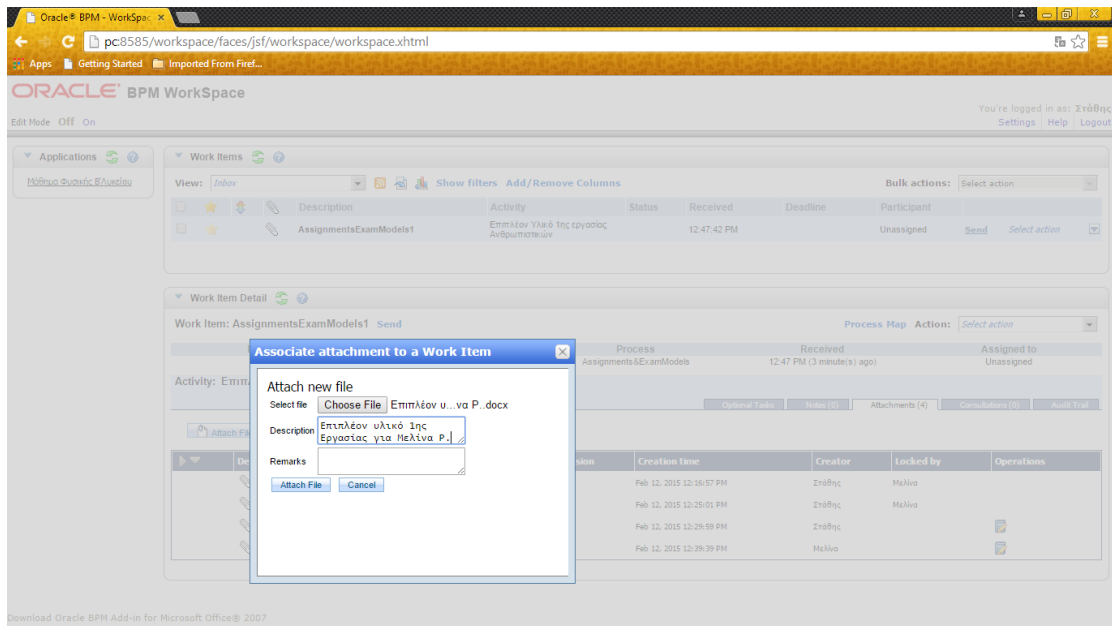 Oracle® BPM - WorkSpac
pc:8585/workspace/faces/jsf/workspace/workspace.xhtml
Apps Getting Started Imported From Firef...
ORACLE BPM WorkSpace
You're logged in as: Στάθης
Edit Mode Off On
Settings Help Logout
Applications
Work Items
Μάθημα Φυσικής Β'Λυκείου
View: Inbox Show filters Add/Remove Columns Bulk actions: Select action
Description Activity Status Received Deadline Participant
AssignmentsExamModels1 Επιπλέον Υλικό 1ης εργασίας Ανθρωπιστικών 12:47:42 PM Unassigned Send Select action
Work Item Detail
Work Item: AssignmentsExamModels1 Send Process Map Action: Select action
Process Received Assigned to
Assignments&ExamModels 12:47 PM (3 minute(s) ago) Unassigned
Activity:
Optional Tasks Notes (0) Attachments (4) Consultations (0) Audit Trail
Attach Fil
Associate attachment to a Work Item
Attach new file
Select file Choose File Επιπλέον υ...να Ρ..docx
Description Επιπλέον υλικό 1ης
Εργασίας για Μελίνα Ρ.
Remarks
Attach File Cancel
De sion Creation time Creator Locked by Operations
Feb 12, 2015 12:16:57 PM Στάθης Μελίνα
Feb 12, 2015 12:25:01 PM Στάθης Μελίνα
Feb 12, 2015 12:29:59 PM Στάθης
Feb 12, 2015 12:39:39 PM Μελίνα
Download Oracle BPM Add-in for Microsoft Office® 2007